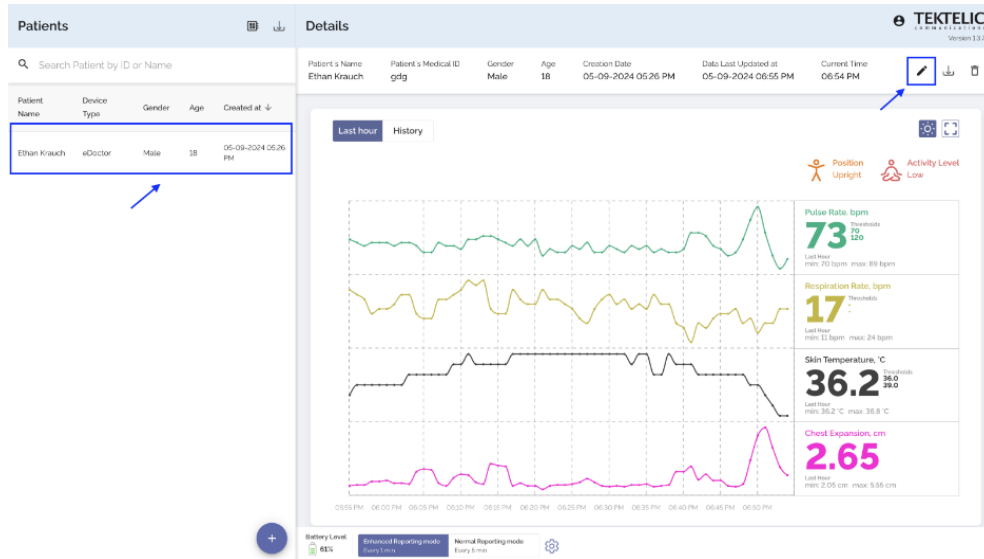 Patients
Details
TEKTELIC
communications
Version 1.3.
Search Patient by ID or Name
Patient's Name
Ethan Krauch
Patient's Medical ID
gdg
Gender
Male
Age
18
Creation Date
05-09-2024 05:26 PM
Data Last Updated at
05-09-2024 06:55 PM
Current Time
06:54 PM
Patient Name
Device Type
Gender
Age
Created at ↓
Ethan Krauch
eDoctor
Male
18
05-09-2024 05:26 PM
Last hour
History
Position
Upright
Activity Level
Low
Pulse Rate, bpm
73
Thresholds
70
120
Last Hour
min: 70 bpm max: 89 bpm
Respiration Rate, bpm
17
Thresholds
-
-
Last Hour
min: 11 bpm max: 24 bpm
Skin Temperature, °C
36.2
Thresholds
36.0
39.0
Last Hour
min: 36.2 °C max: 36.8 °C
Chest Expansion, cm
2.65
Last Hour
min: 2.05 cm max: 5.55 cm
05:55 PM 06:00 PM 06:05 PM 06:10 PM 06:15 PM 06:20 PM 06:25 PM 06:30 PM 06:35 PM 06:40 PM 06:45 PM 06:50 PM
Battery Level
61%
Enhanced Reporting mode
Every 1 min
Normal Reporting mode
Every 5 min
+